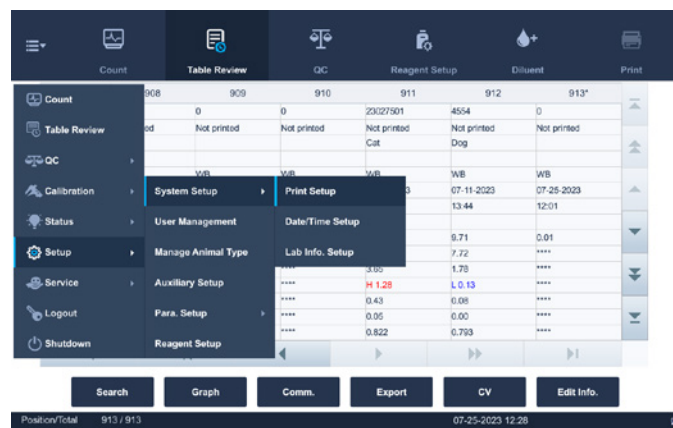 Count Table Review QC Reagent Setup Diluent Print
Count
Table Review
QC
Calibration
Status
Setup
Service
Logout
Shutdown
System Setup
User Management
Manage Animal Type
Auxiliary Setup
Para. Setup
Reagent Setup
Print Setup
Date/Time Setup
Lab Info. Setup
908 909 910 911 912 913*
0 0 23027501 4554 0
ed Not printed Not printed Not printed Not printed Not printed
Cat Dog
WB WB WB WB WB
3 07-11-2023 07-25-2023
13:44 12:01
9.71 0.01
**** 7.72 ****
**** 3.65 1.78 ****
**** H 1.28 L 0.13 ****
**** 0.43 0.08 ****
**** 0.05 0.00 ****
**** 0.822 0.793 ****
Search Graph Comm. Export CV Edit Info.
Position/Total 913 / 913 07-25-2023 12:28